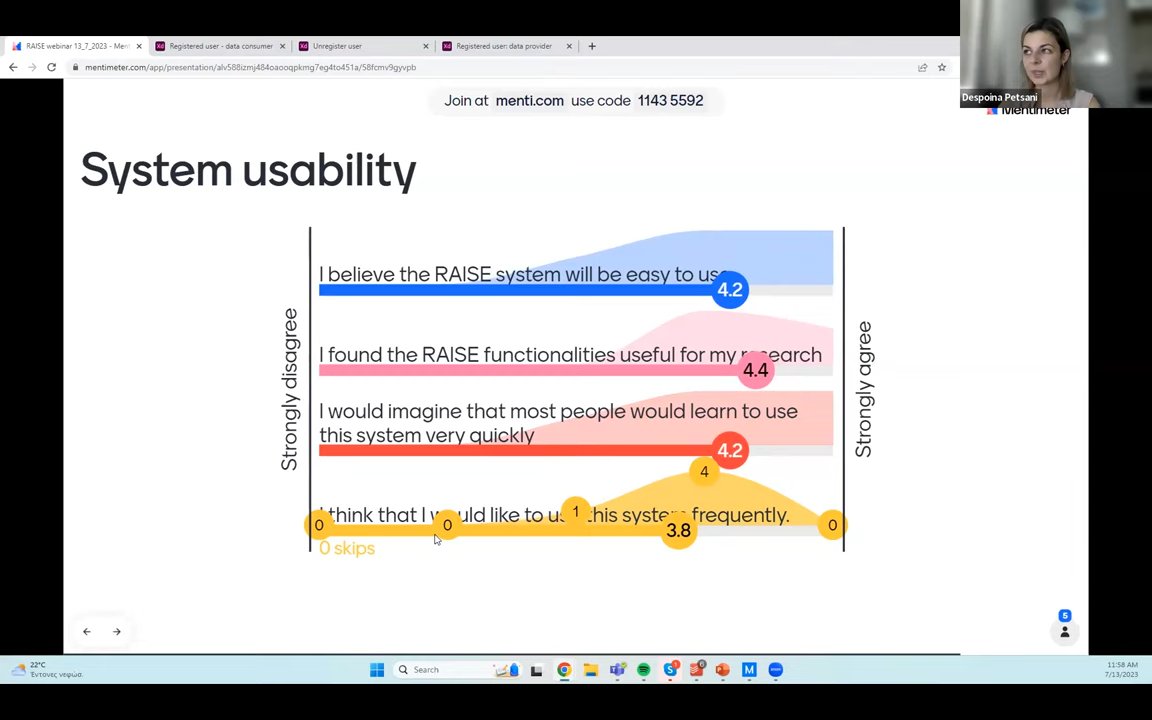 RAISE webinar 13_7_2023 - Men
Registered user - data consumer
Unregister user
Registered user: data provider
mentimeter.com/app/presentation/alv588izmj484oaooqpkmg7eg4to451a/58fcmv9gyvpb
Despoina Petsani
Join at menti.com use code 1143 5592
Mentimeter
System usability
Strongly disagree
Strongly agree
I believe the RAISE system will be easy to use
4.2
I found the RAISE functionalities useful for my research
4.4
I would imagine that most people would learn to use
this system very quickly
4.2
4
1
I think that I would like to use this system frequently.
0
0
3.8
0
0 skips
5
22°C
Έντονες νεφώσ.
Search
1
6
11:58 AM
7/13/2023